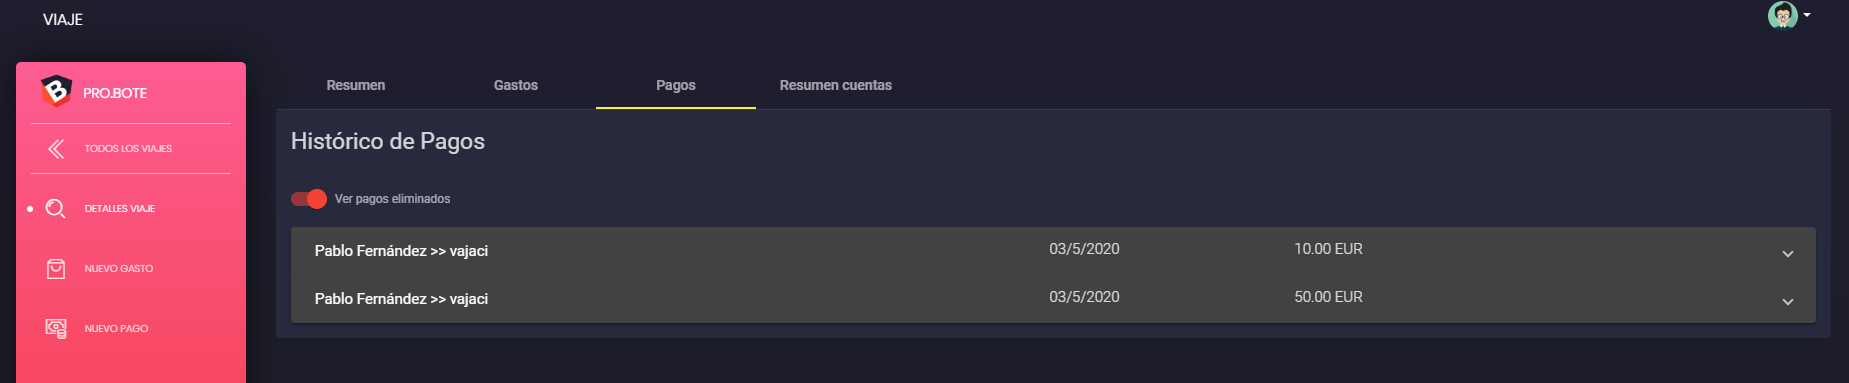 VIAJE
B PRO.BOTE
TODOS LOS VIAJES
DETALLES VIAJE
NUEVO GASTO
NUEVO PAGO
Resumen Gastos Pagos Resumen cuentas
Histórico de Pagos
Ver pagos eliminados
Pablo Fernández >> vajaci 03/5/2020 10.00 EUR
Pablo Fernández >> vajaci 03/5/2020 50.00 EUR